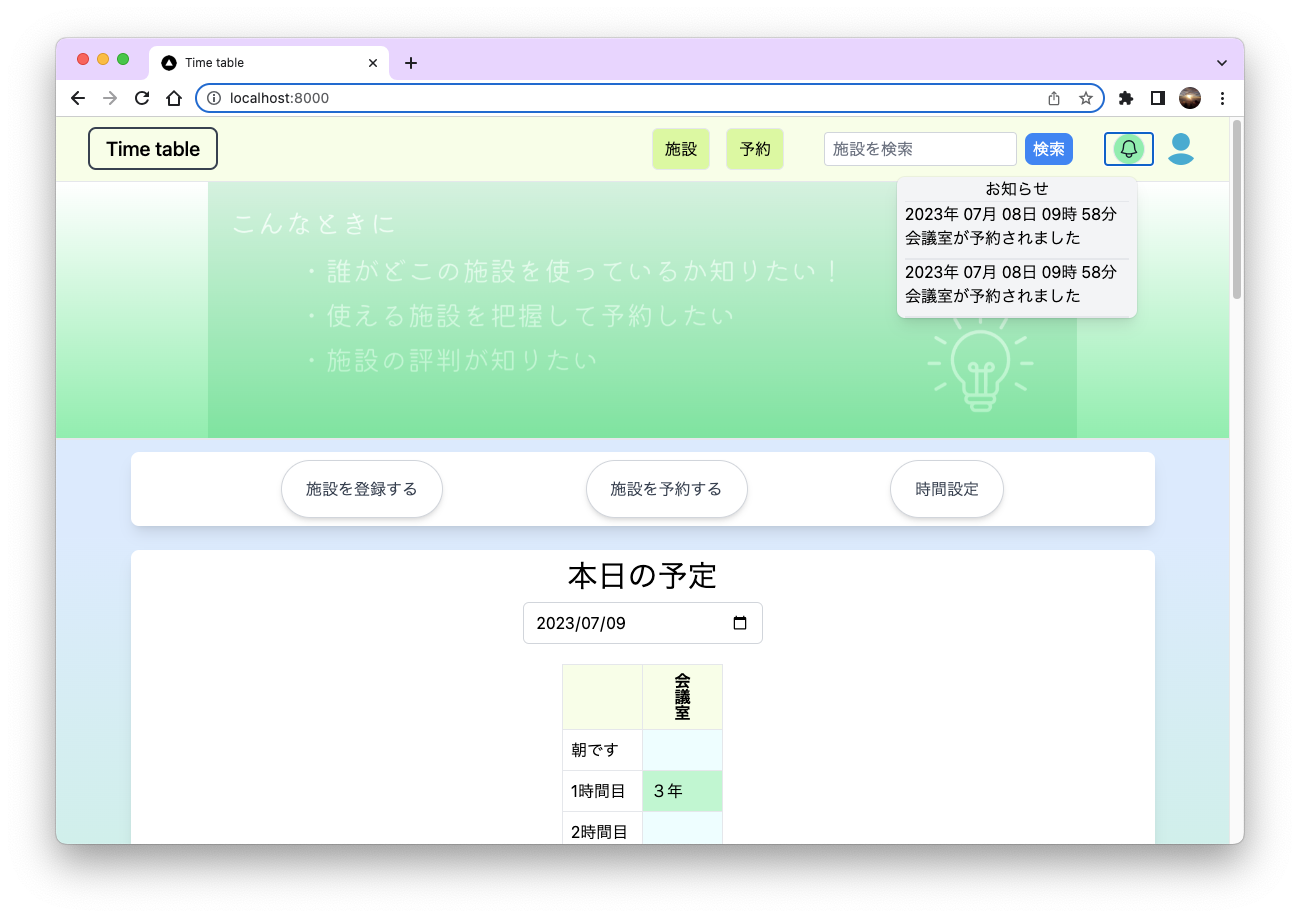 Time table
localhost:8000
Time table
施設
予約
施設を検索
検索
お知らせ
2023年 07月 08日 09時 58分
会議室が予約されました
2023年 07月 08日 09時 58分
会議室が予約されました
こんなときに
・誰がどこの施設を使っているか知りたい！
・使える施設を把握して予約したい
・施設の評判が知りたい
施設を登録する
施設を予約する
時間設定
本日の予定
2023/07/09
会議室
朝です
1時間目
３年
2時間目